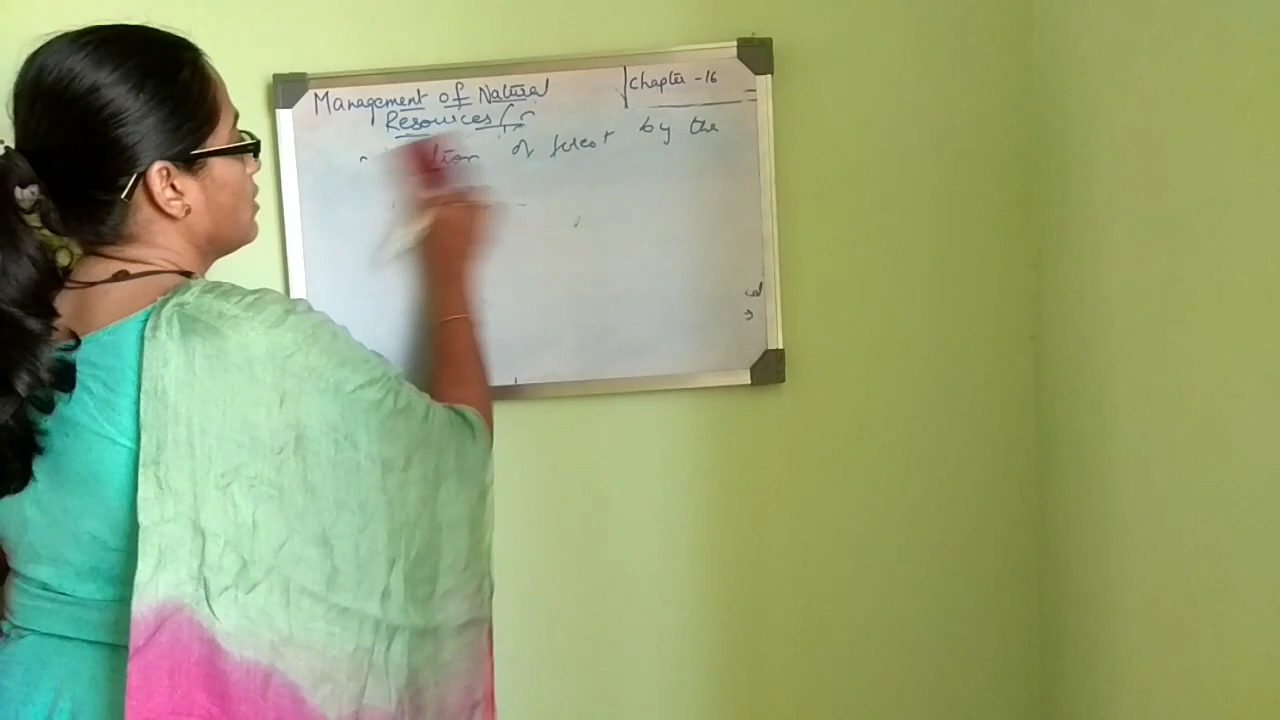 Management of Natural
Chapter -16
Resources
of forest by the